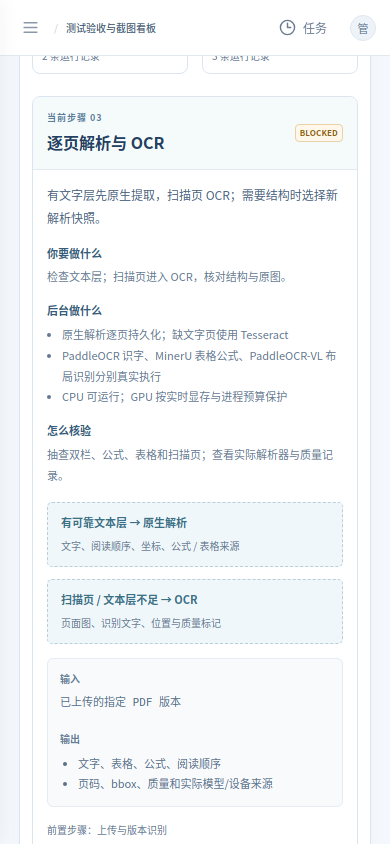 / 测试验收与截图看板
任务
管
2 条运行记录
3 条运行记录
当前步骤 03
逐页解析与 OCR
BLOCKED
有文字层先原生提取，扫描页 OCR；需要结构时选择新
解析快照。
你要做什么
检查文本层；扫描页进入 OCR，核对结构与原图。
后台做什么
• 原生解析逐页持久化；缺文字页使用 Tesseract
• PaddleOCR 识字、MinerU 表格公式、PaddleOCR-VL 布
局识别分别真实执行
• CPU 可运行；GPU 按实时显存与进程预算保护
怎么核验
抽查双栏、公式、表格和扫描页；查看实际解析器与质量记
录。
有可靠文本层 → 原生解析
文字、阅读顺序、坐标、公式 / 表格来源
扫描页 / 文本层不足 → OCR
页面图、识别文字、位置与质量标记
输入
已上传的指定 PDF 版本
输出
• 文字、表格、公式、阅读顺序
• 页码、bbox、质量和实际模型/设备来源
前置步骤：上传与版本识别